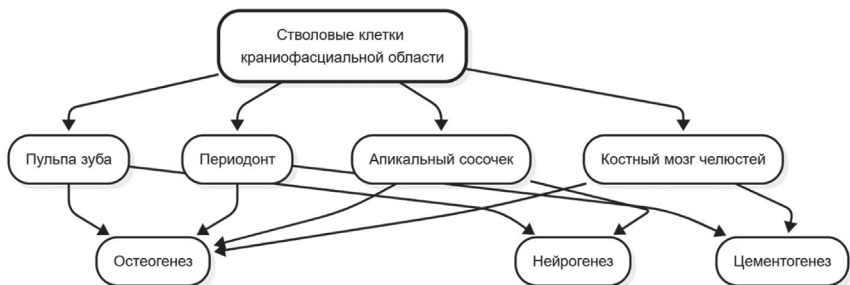 Стволовые клетки
краниофасциальной области
Пульпа зуба
Периодонт
Апикальный сосочек
Костный мозг челюстей
Остеогенез
Нейрогенез
Цементогенез